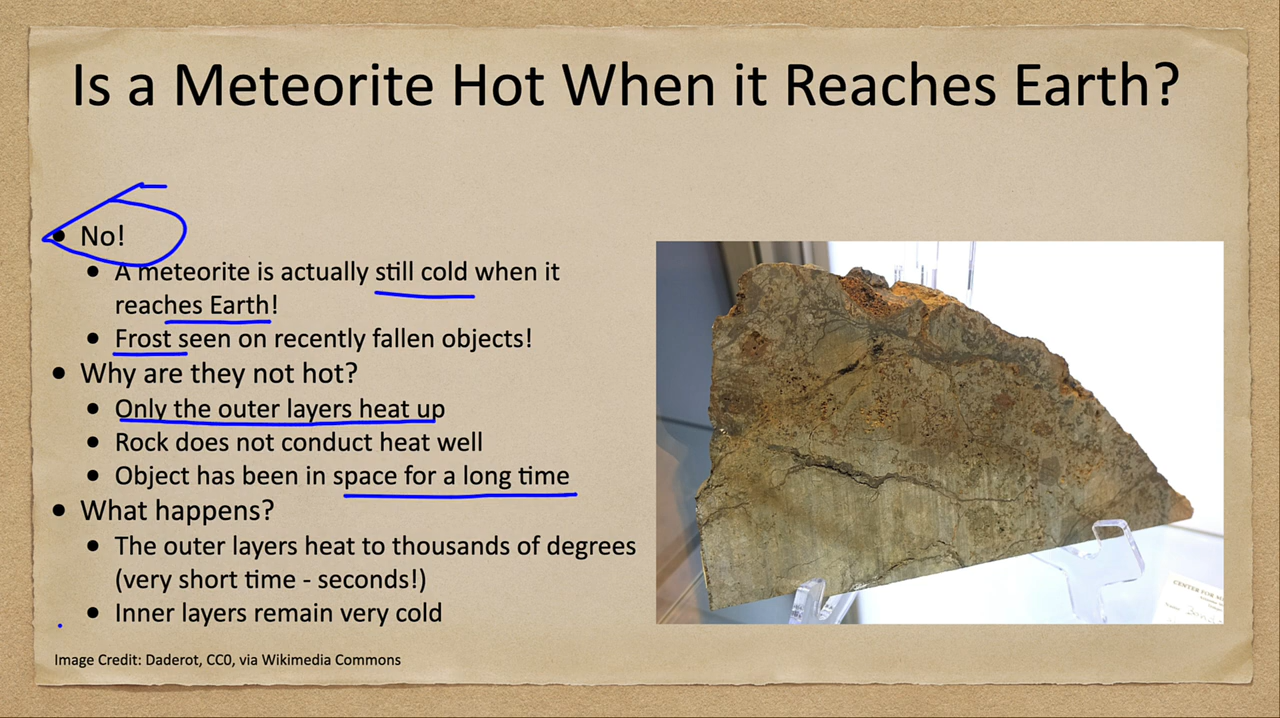 Is a Meteorite Hot When it Reaches Earth?
• No!
• A meteorite is actually still cold when it
reaches Earth!
• Frost seen on recently fallen objects!
• Why are they not hot?
• Only the outer layers heat up
• Rock does not conduct heat well
• Object has been in space for a long time
• What happens?
• The outer layers heat to thousands of degrees
(very short time - seconds!)
• Inner layers remain very cold
Image Credit: Daderot, CC0, via Wikimedia Commons
CENTER FOR